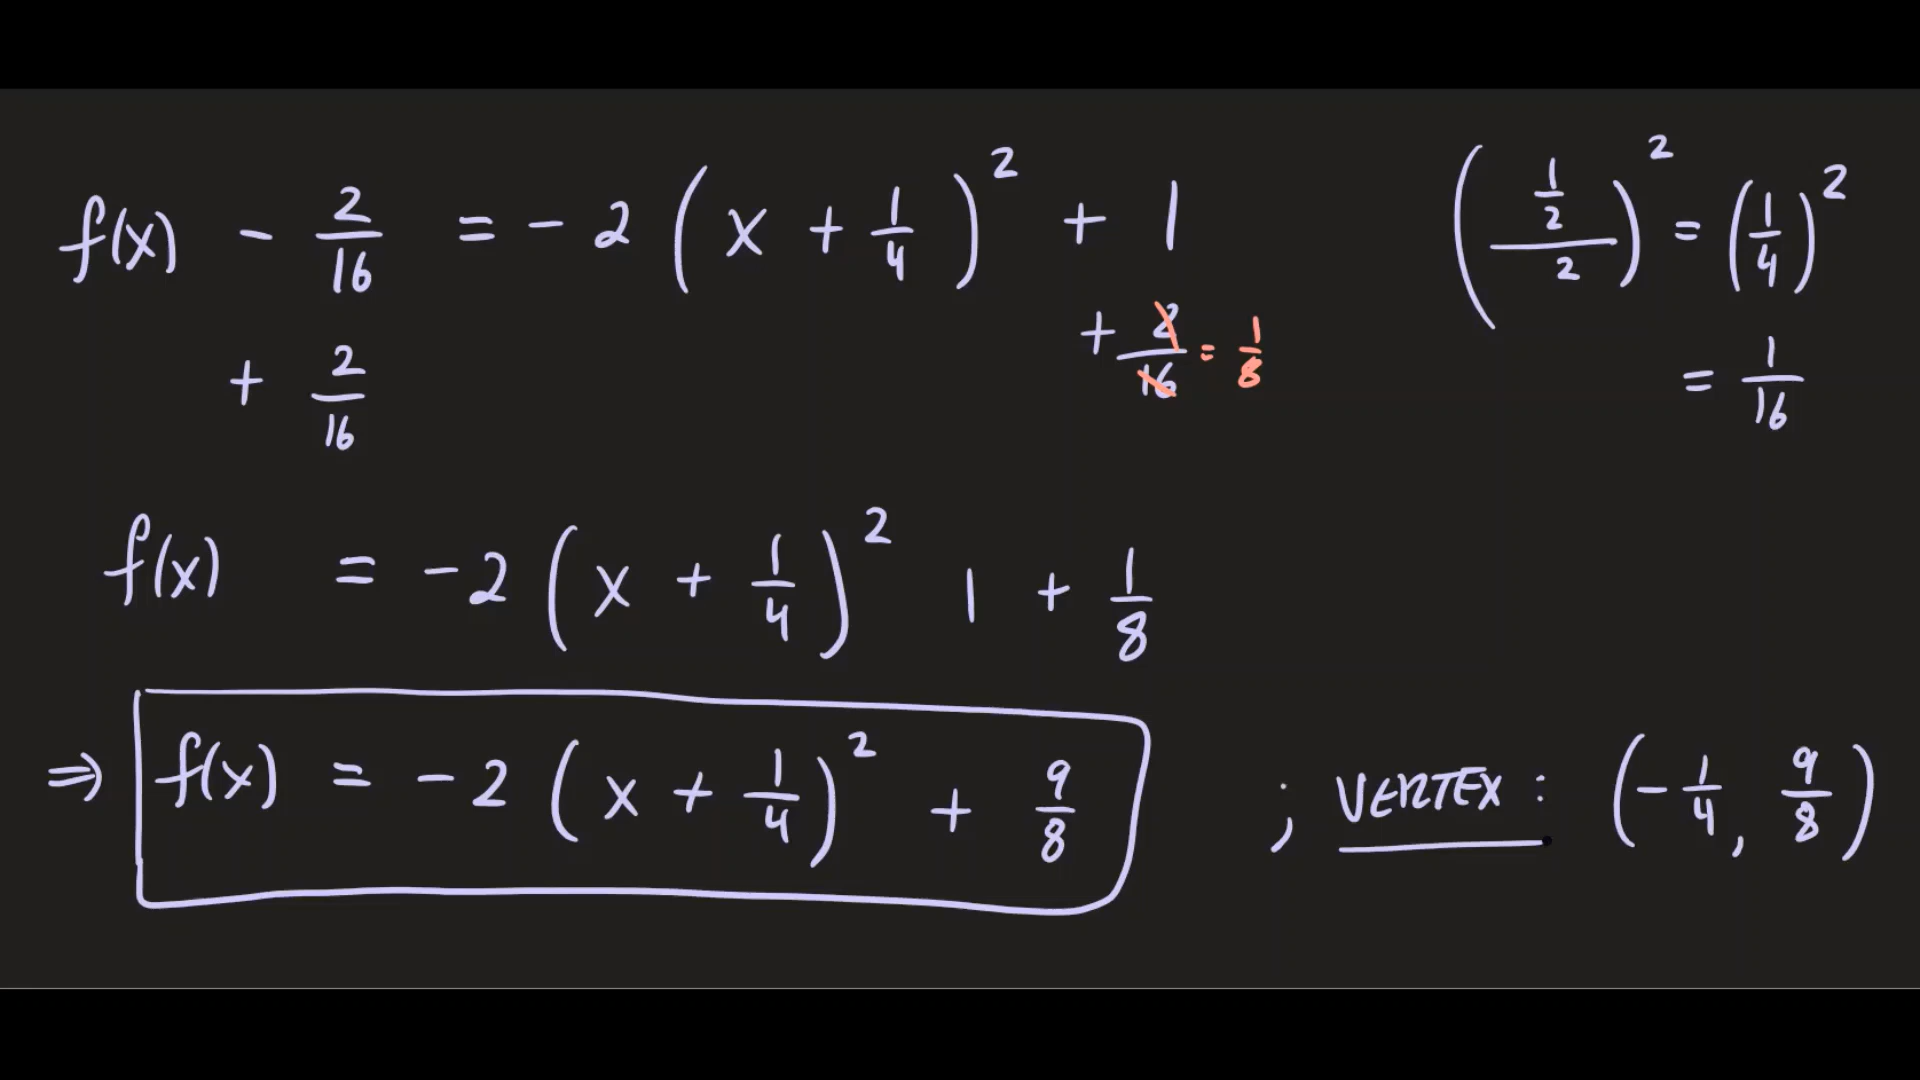 f(x) - 2/16 = -2 (x + 1/4)² + 1
(1/2 / 2)² = (1/4)²
+ 2/16
+ 2/16 = 1/8
= 1/16
f(x) = -2 (x + 1/4)² 1 + 1/8
⇒ f(x) = -2 (x + 1/4)² + 9/8 ; VERTEX: (-1/4, 9/8)